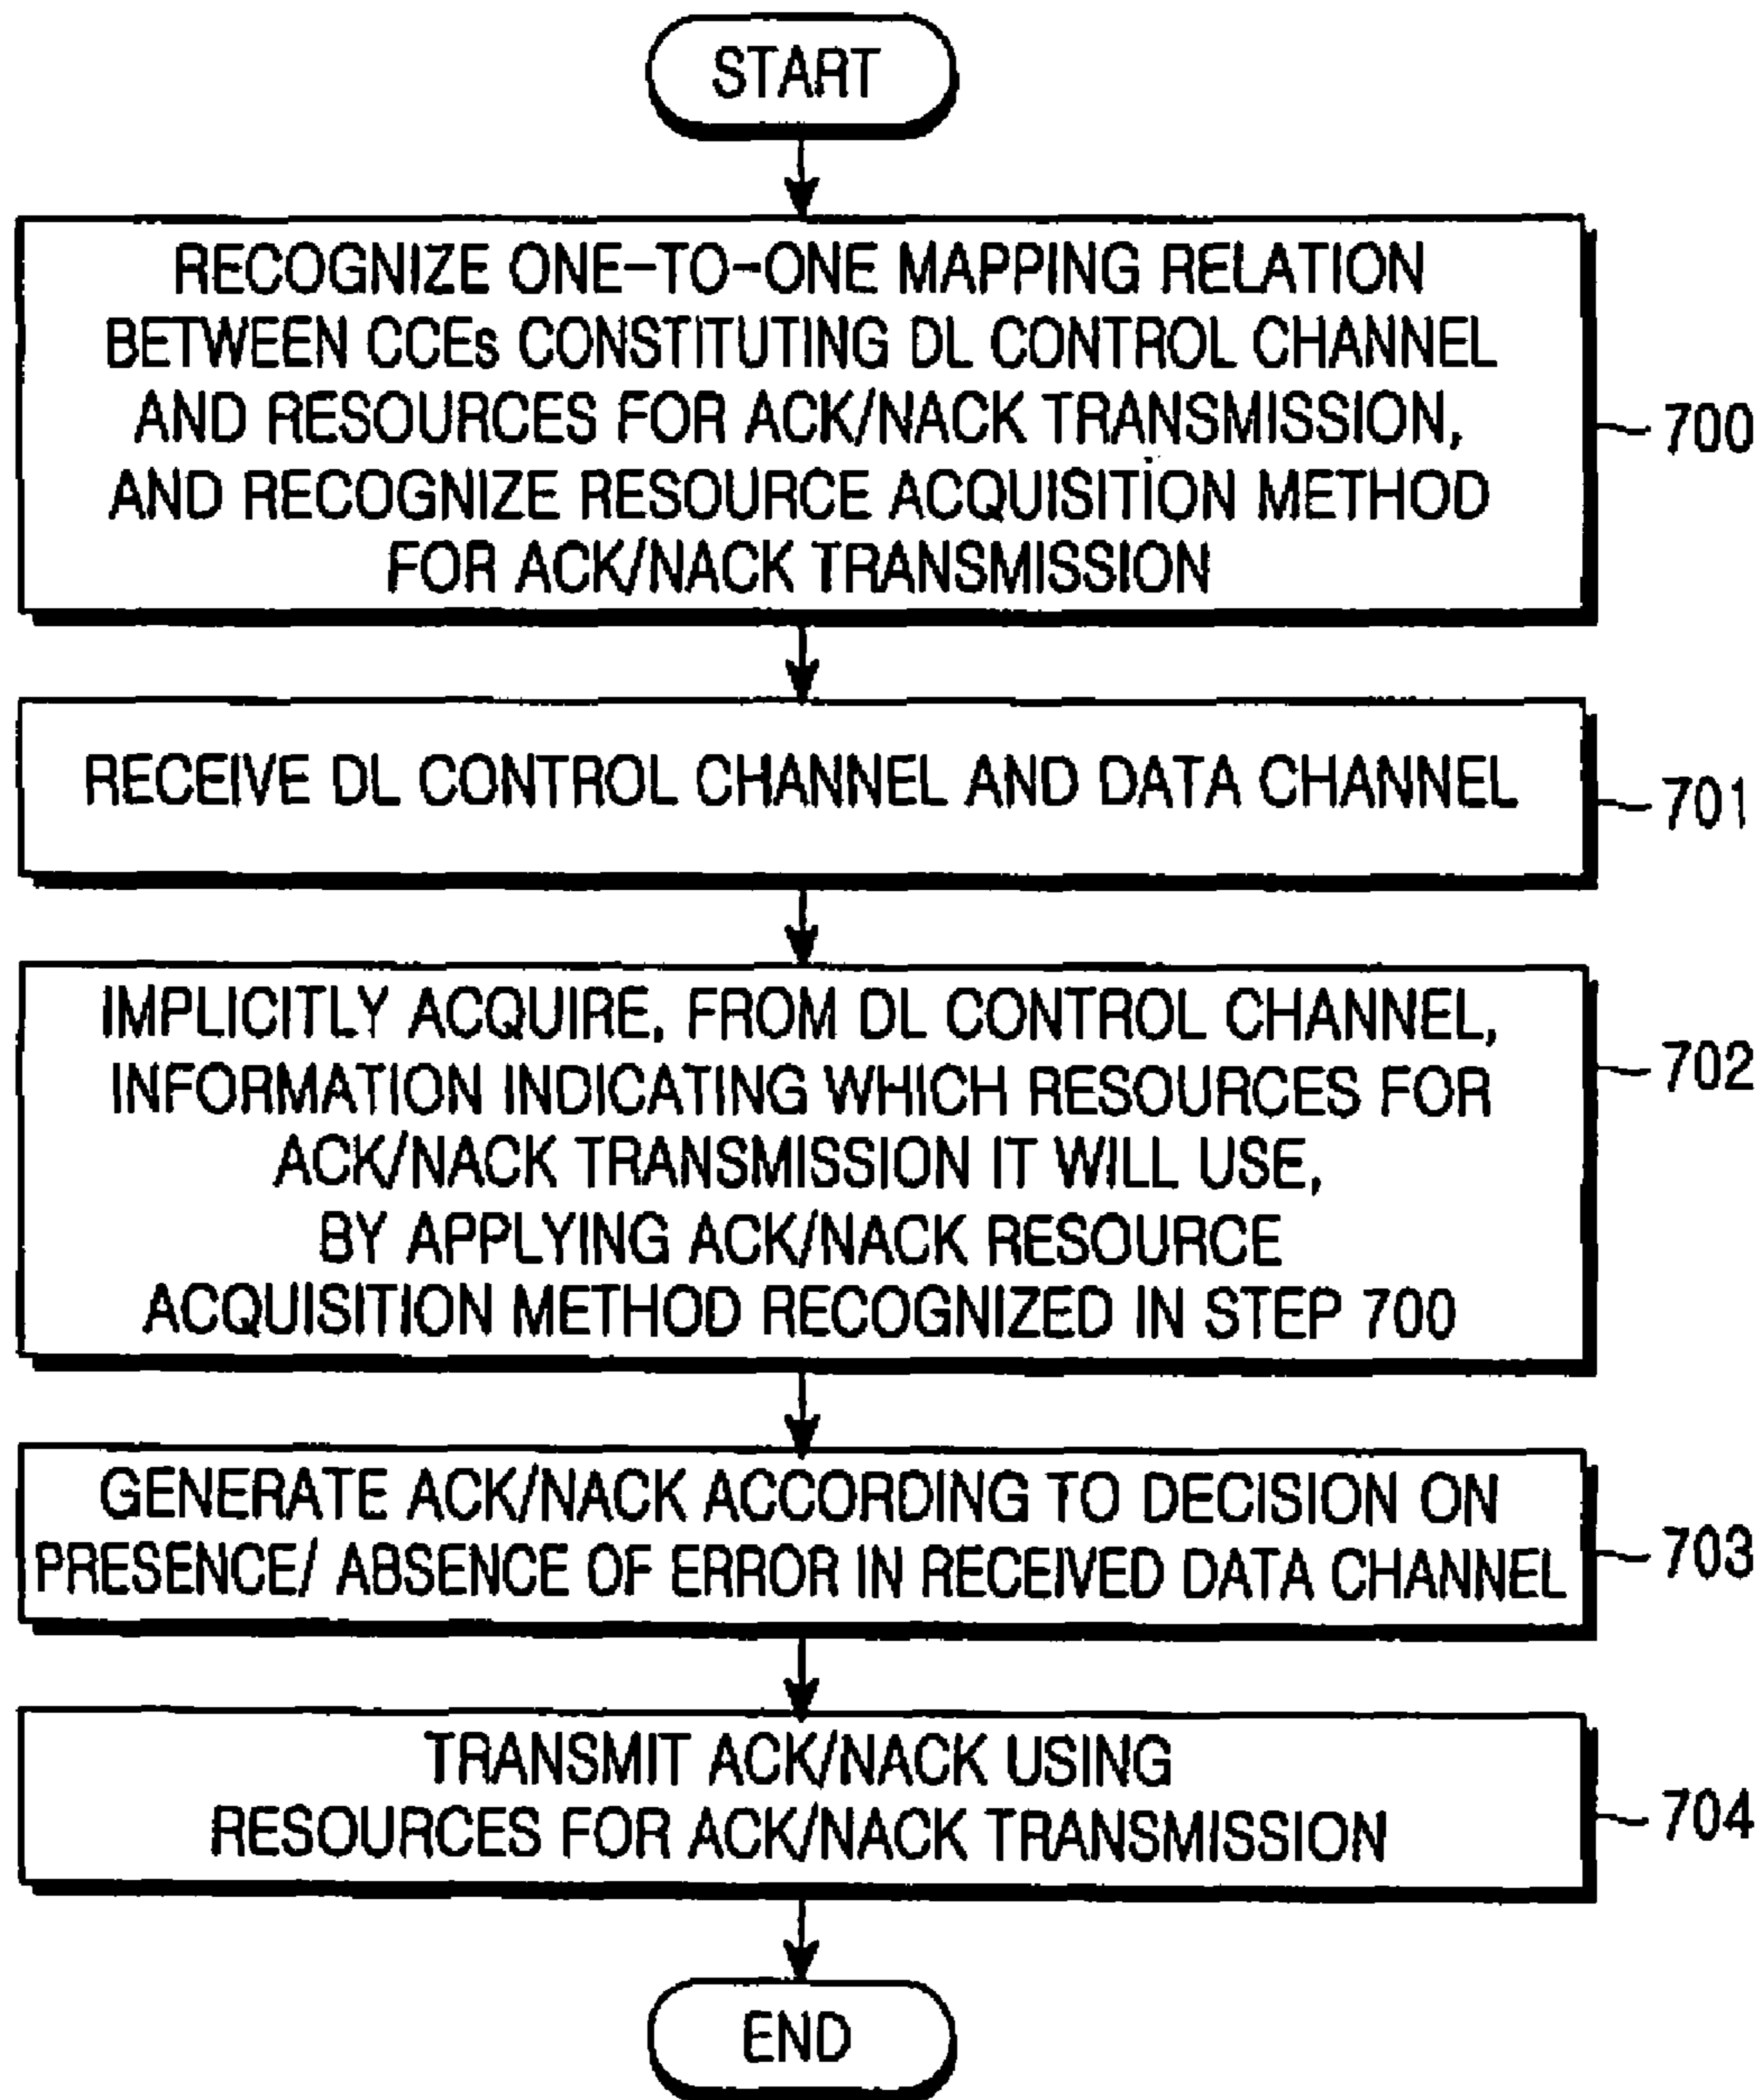 START
RECOGNIZE ONE-TO-ONE MAPPING RELATION
BETWEEN CCEs CONSTITUTING DL CONTROL CHANNEL
AND RESOURCES FOR ACK/NACK TRANSMISSION,
AND RECOGNIZE RESOURCE ACQUISITION METHOD
FOR ACK/NACK TRANSMISSION
700
RECEIVE DL CONTROL CHANNEL AND DATA CHANNEL
701
IMPLICITLY ACQUIRE, FROM DL CONTROL CHANNEL,
INFORMATION INDICATING WHICH RESOURCES FOR
ACK/NACK TRANSMISSION IT WILL USE,
BY APPLYING ACK/NACK RESOURCE
ACQUISITION METHOD RECOGNIZED IN STEP 700
702
GENERATE ACK/NACK ACCORDING TO DECISION ON
PRESENCE/ ABSENCE OF ERROR IN RECEIVED DATA CHANNEL
703
TRANSMIT ACK/NACK USING
RESOURCES FOR ACK/NACK TRANSMISSION
704
END